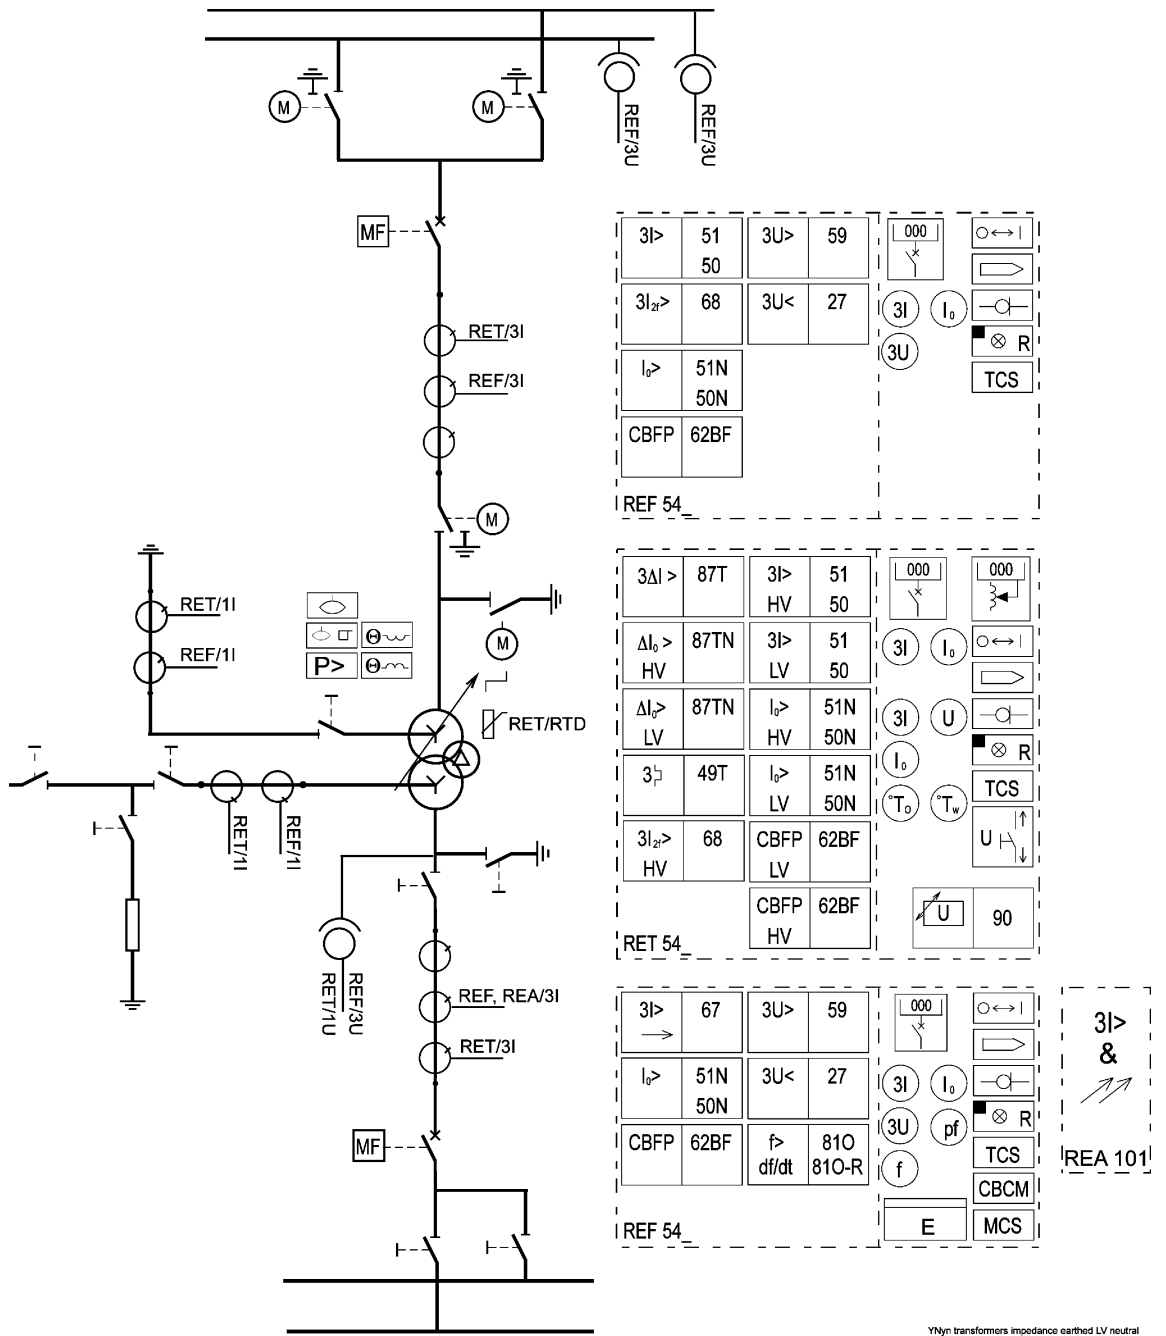 M
M
REF/3U
REF/3U
MF
RET/3I
REF/3I
M
RET/1I
REF/1I
P>
M
RET/RTD
RET/1I
REF/1I
RET/1U
REF/3U
REF, REA/3I
RET/3I
MF
3I> 51 3U> 59
50
3I2f> 68 3U< 27
I0> 51N
50N
CBFP 62BF
REF 54_
000
I
3I I0
3U
R
TCS
3ΔI > 87T 3I> 51
HV 50
ΔI0 > 87TN 3I> 51
HV LV 50
ΔI0> 87TN I0> 51N
LV HV 50N
3 49T I0> 51N
LV 50N
3I2f> 68 CBFP 62BF
HV LV
CBFP 62BF
HV
RET 54_
000 000
3I I0 I
3I U
I0 R
°To °Tw TCS
U
U 90
3I> 67 3U> 59
I0> 51N 3U< 27
50N
CBFP 62BF f> 81O
df/dt 81O-R
REF 54_
000
I
3I I0
3U pf R
f TCS
CBCM
E MCS
3I>
&
REA 101
YNyn transformers impedance earthed LV neutral